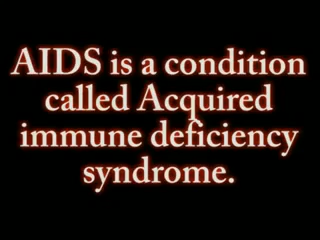 AIDS is a condition
called Acquired
immune deficiency
syndrome.